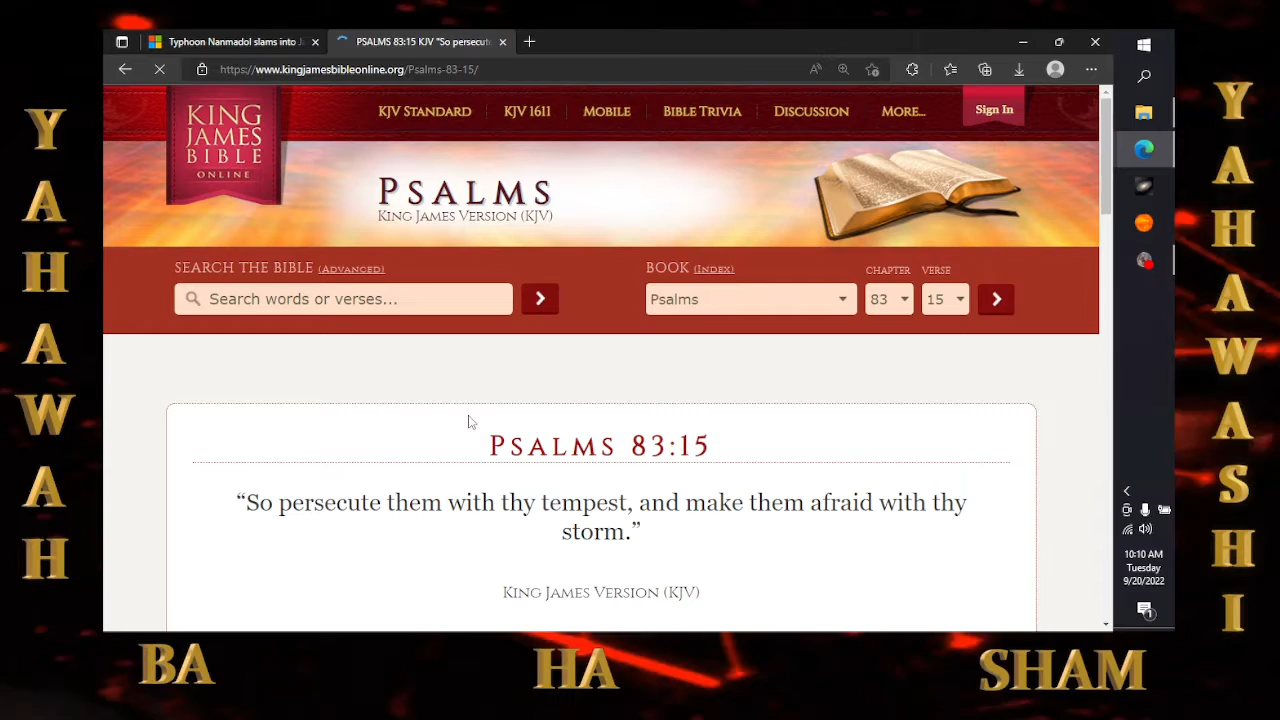 Typhoon Nanmadol slams into J
PSALMS 83:15 KJV "So persecute
https://www.kingjamesbibleonline.org/Psalms-83-15/
KING
JAMES
BIBLE
ONLINE
KJV STANDARD
KJV 1611
MOBILE
BIBLE TRIVIA
DISCUSSION
MORE...
Sign In
PSALMS
KING JAMES VERSION (KJV)
SEARCH THE BIBLE (ADVANCED)
Search words or verses...
BOOK (INDEX)
CHAPTER
VERSE
Psalms
83
15
PSALMS 83:15
“So persecute them with thy tempest, and make them afraid with thy
storm.”
KING JAMES VERSION (KJV)
10:10 AM
Tuesday
9/20/2022
1
Y
A
H
A
W
A
H
Y
A
H
A
W
A
S
H
I
BA
HA
SHAM